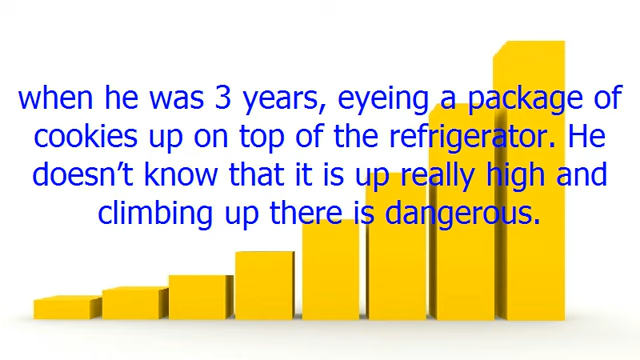 when he was 3 years, eyeing a package of
cookies up on top of the refrigerator. He
doesn’t know that it is up really high and
climbing up there is dangerous.